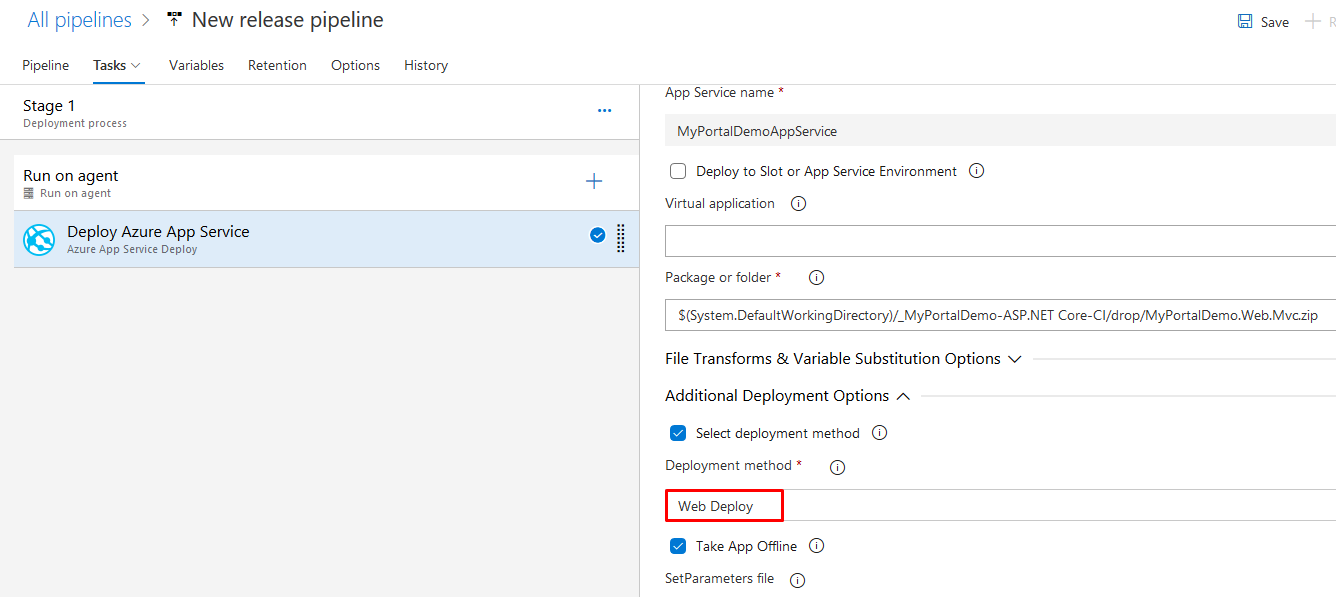 All pipelines > New release pipeline
Save
R
Pipeline Tasks Variables Retention Options History
Stage 1
Deployment process
Run on agent
Run on agent
Deploy Azure App Service
Azure App Service Deploy
App Service name *
MyPortalDemoAppService
Deploy to Slot or App Service Environment
Virtual application
Package or folder *
$(System.DefaultWorkingDirectory)/_MyPortalDemo-ASP.NET Core-CI/drop/MyPortalDemo.Web.Mvc.zip
File Transforms & Variable Substitution Options
Additional Deployment Options
Select deployment method
Deployment method *
Web Deploy
Take App Offline
SetParameters file